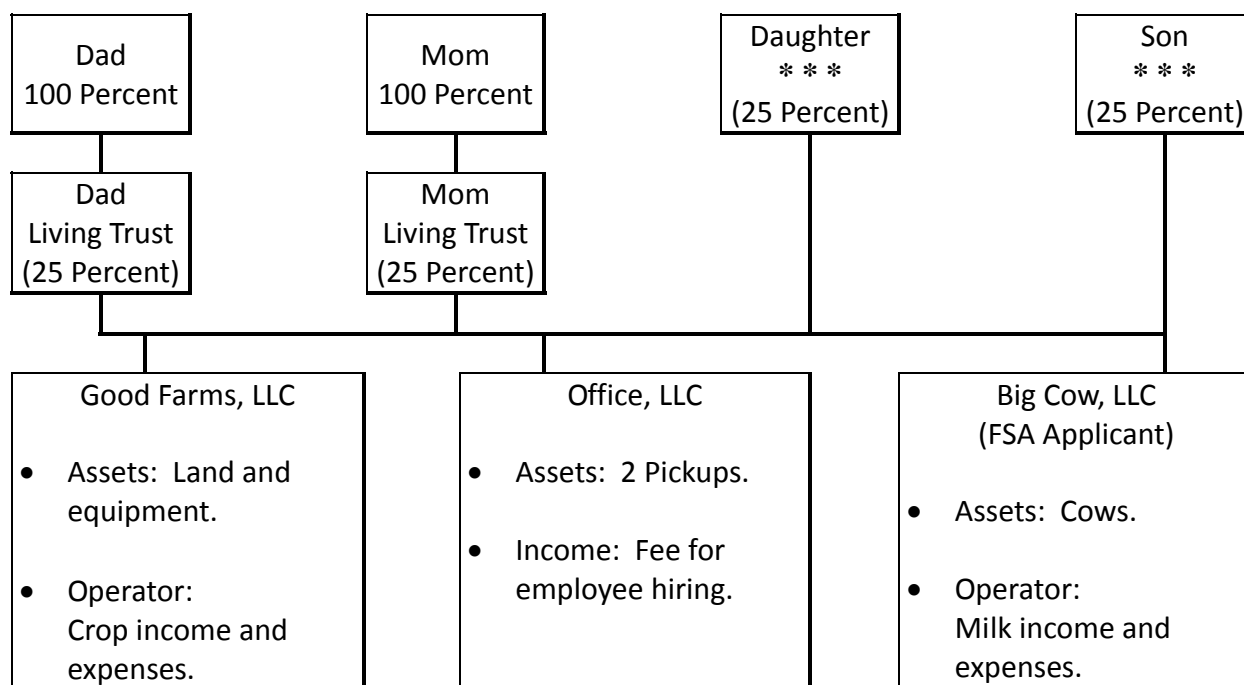 Dad
100 Percent
Mom
100 Percent
Daughter
* * *
(25 Percent)
Son
* * *
(25 Percent)
Dad
Living Trust
(25 Percent)
Mom
Living Trust
(25 Percent)
Good Farms, LLC
• Assets: Land and
equipment.
• Operator:
Crop income and
expenses.
Office, LLC
• Assets: 2 Pickups.
• Income: Fee for
employee hiring.
Big Cow, LLC
(FSA Applicant)
• Assets: Cows.
• Operator:
Milk income and
expenses.